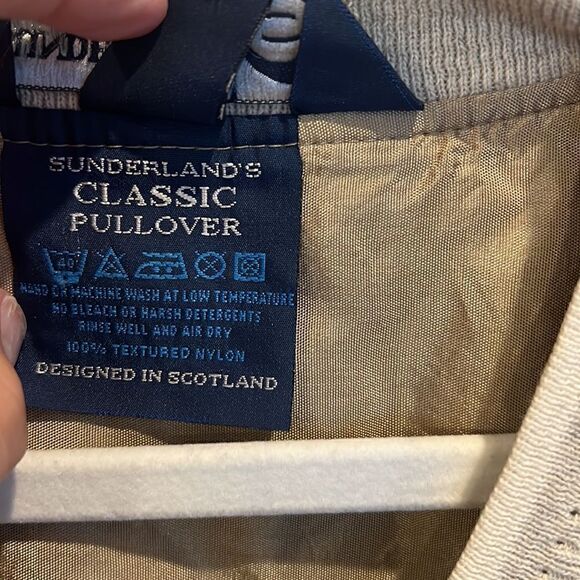 SUNDERLAND'S
CLASSIC
PULLOVER
40
HAND OR MACHINE WASH AT LOW TEMPERATURE
NO BLEACH OR HARSH DETERGENTS
RINSE WELL AND AIR DRY
100% TEXTURED NYLON
DESIGNED IN SCOTLAND